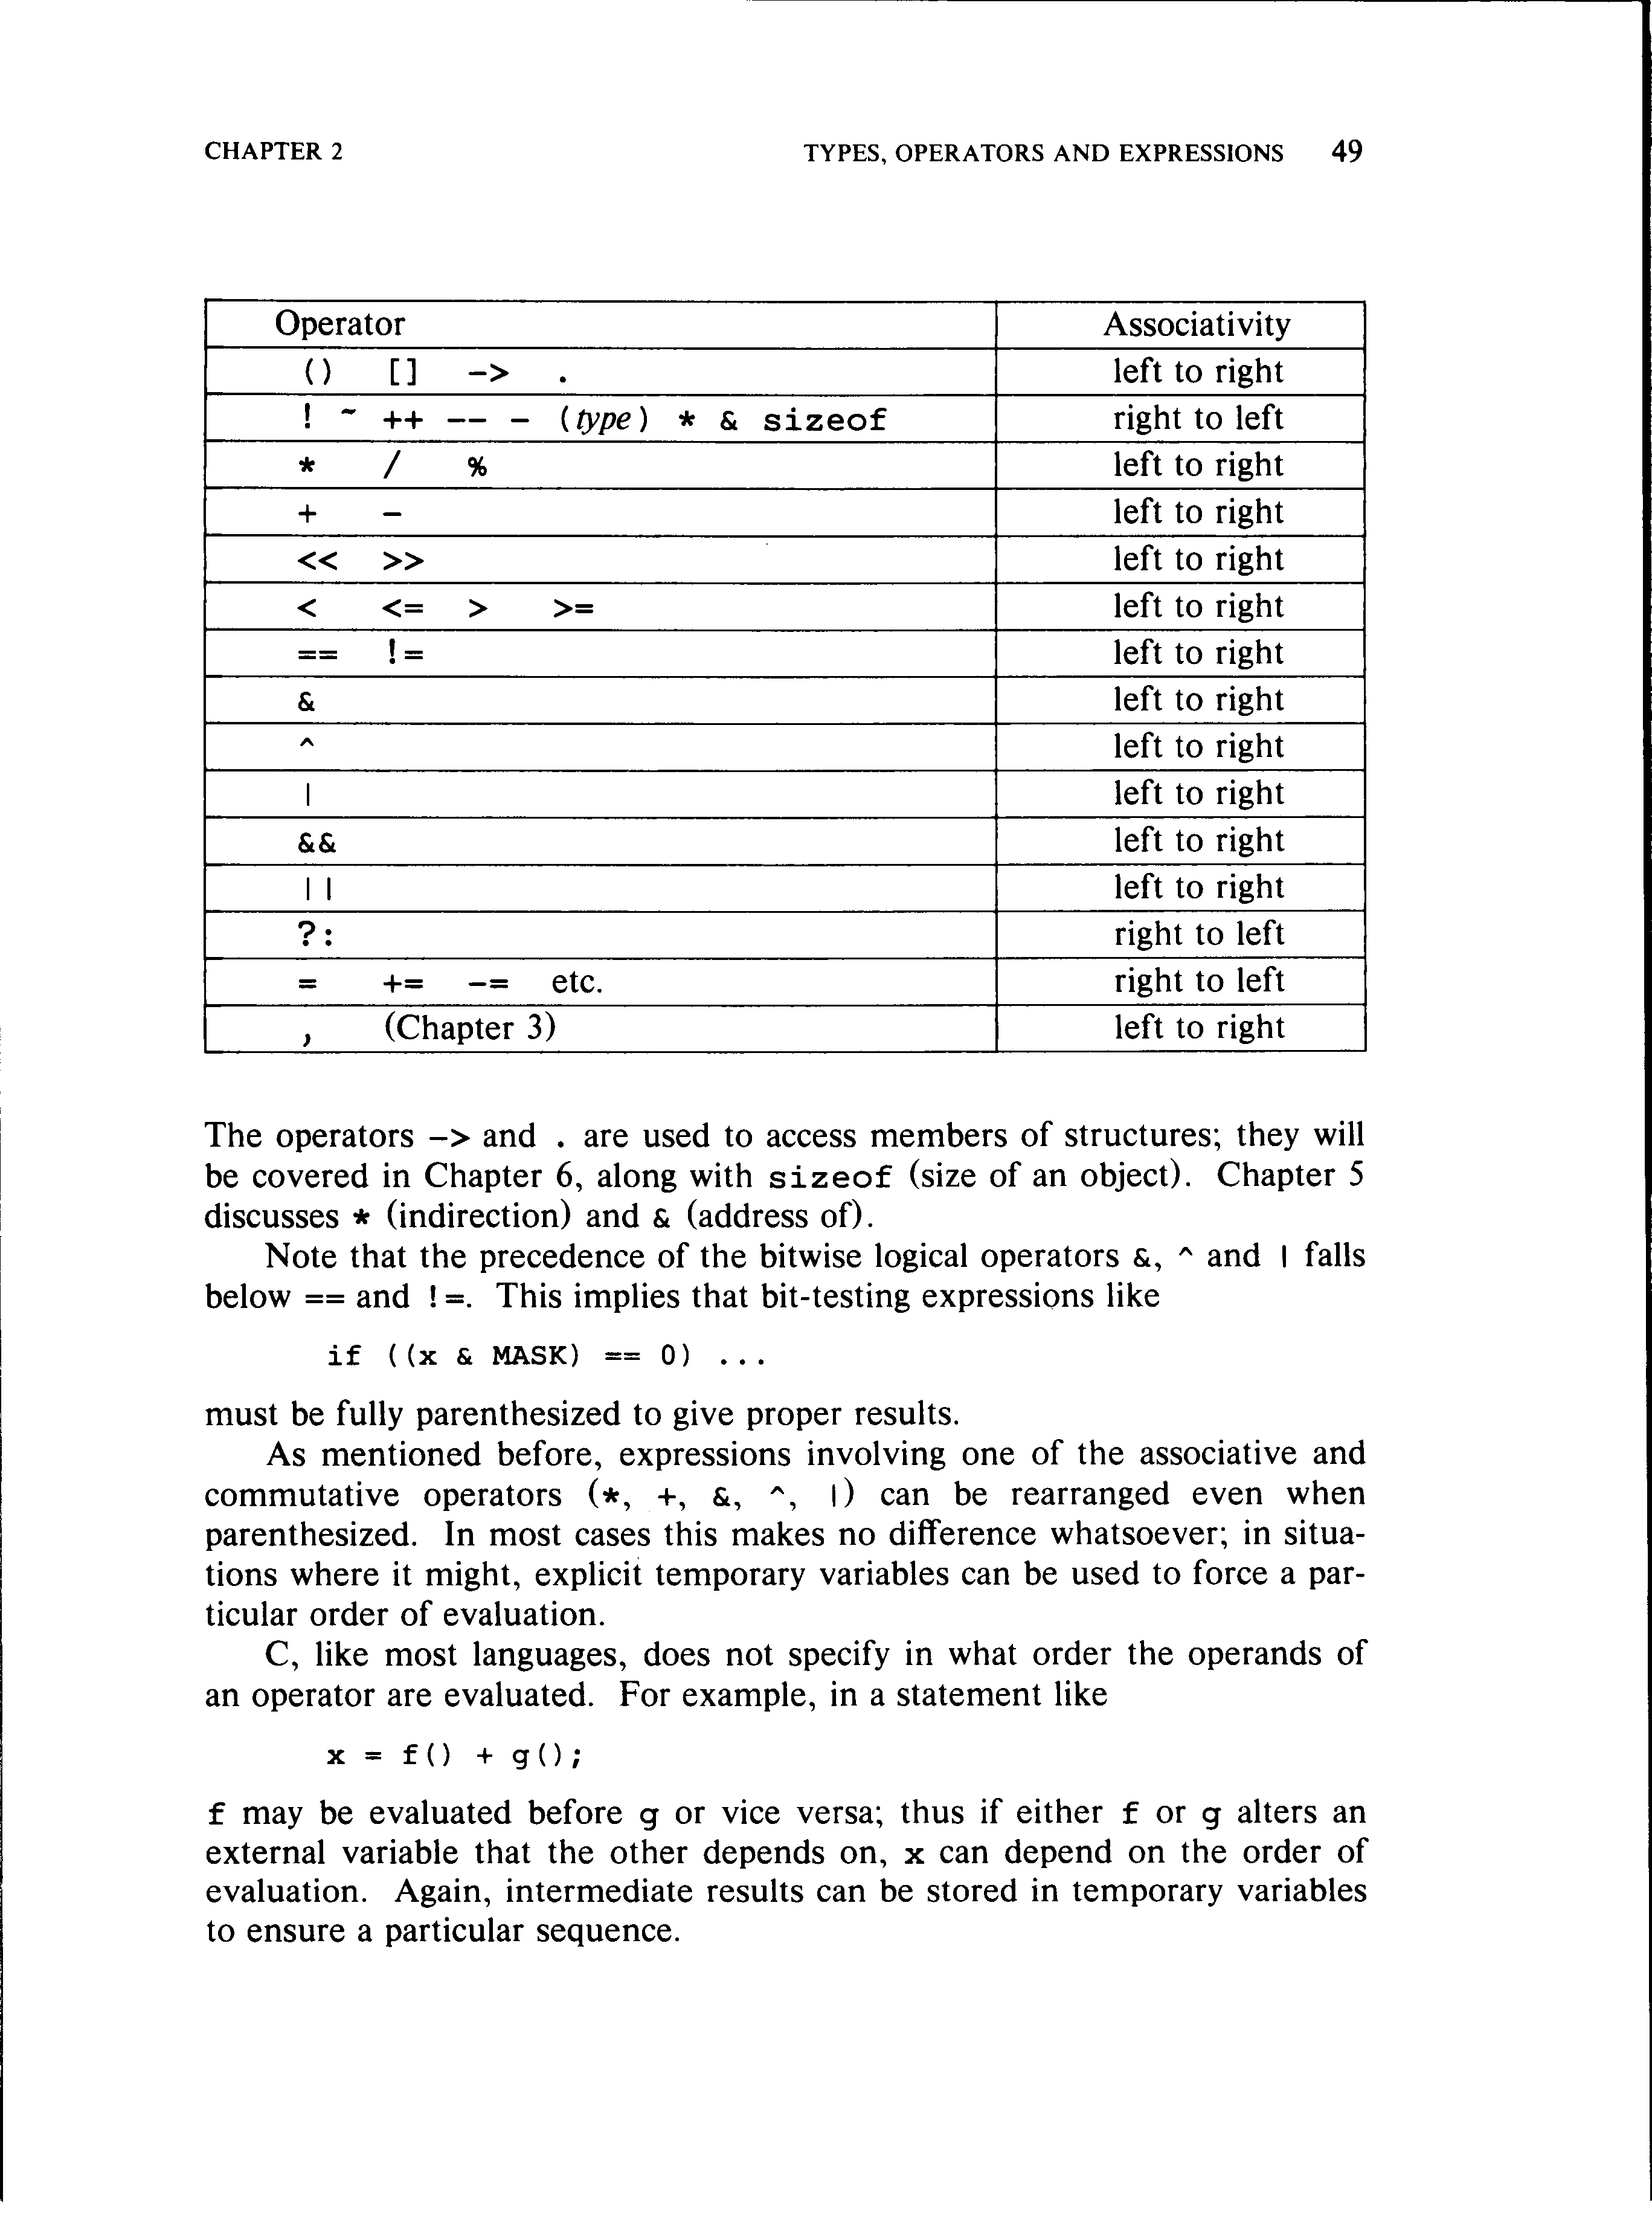 CHAPTER 2 TYPES, OPERATORS AND EXPRESSIONS 49
Operator Associativity
() [] -> . left to right
! ~ ++ -- - (type) * & sizeof right to left
* / % left to right
+ - left to right
<< >> left to right
< <= > >= left to right
== != left to right
& left to right
^ left to right
| left to right
&& left to right
|| left to right
?: right to left
= += -= etc. right to left
, (Chapter 3) left to right
The operators -> and . are used to access members of structures; they will
be covered in Chapter 6, along with sizeof (size of an object). Chapter 5
discusses * (indirection) and & (address of).
Note that the precedence of the bitwise logical operators &, ^ and | falls
below == and !=. This implies that bit-testing expressions like
if ((x & MASK) == 0) ...
must be fully parenthesized to give proper results.
As mentioned before, expressions involving one of the associative and
commutative operators (*, +, &, ^, |) can be rearranged even when
parenthesized. In most cases this makes no difference whatsoever; in situa-
tions where it might, explicit temporary variables can be used to force a par-
ticular order of evaluation.
C, like most languages, does not specify in what order the operands of
an operator are evaluated. For example, in a statement like
x = f() + g();
f may be evaluated before g or vice versa; thus if either f or g alters an
external variable that the other depends on, x can depend on the order of
evaluation. Again, intermediate results can be stored in temporary variables
to ensure a particular sequence.